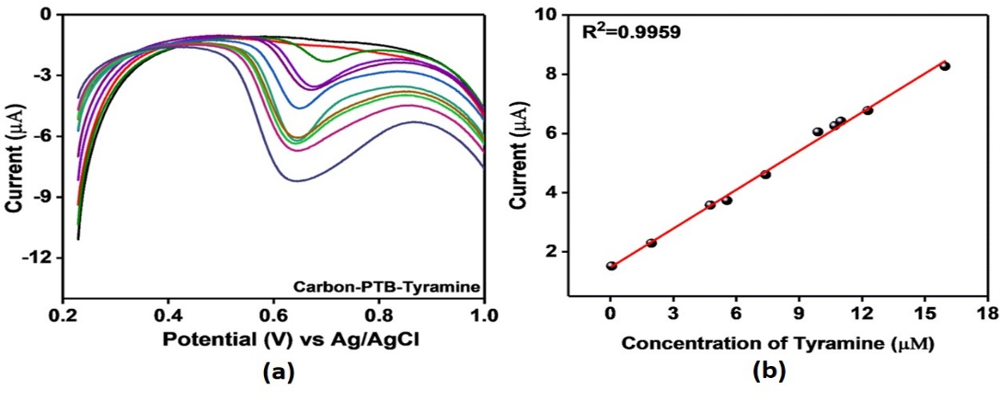 0
-3
-6
-9
-12
Current (μA)
Carbon-PTB-Tyramine
0.2 0.4 0.6 0.8 1.0
Potential (V) vs Ag/AgCl
(a)
R²=0.9959
10
8
6
4
2
Current (μA)
0 3 6 9 12 15 18
Concentration of Tyramine (μM)
(b)